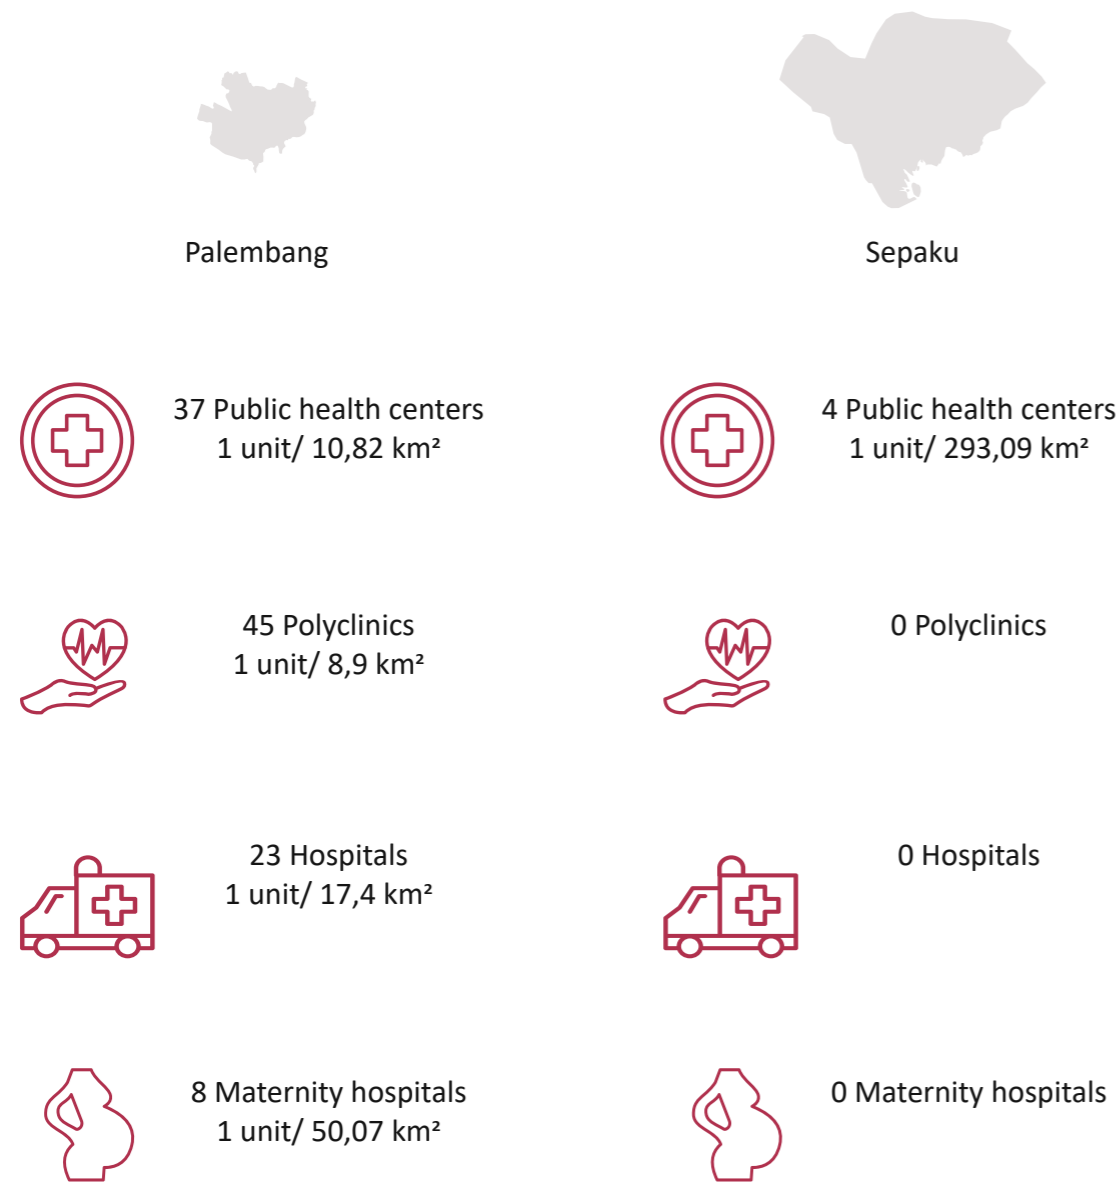 Palembang
Sepaku
37 Public health centers
1 unit/ 10,82 km²
4 Public health centers
1 unit/ 293,09 km²
45 Polyclinics
1 unit/ 8,9 km²
0 Polyclinics
23 Hospitals
1 unit/ 17,4 km²
0 Hospitals
8 Maternity hospitals
1 unit/ 50,07 km²
0 Maternity hospitals